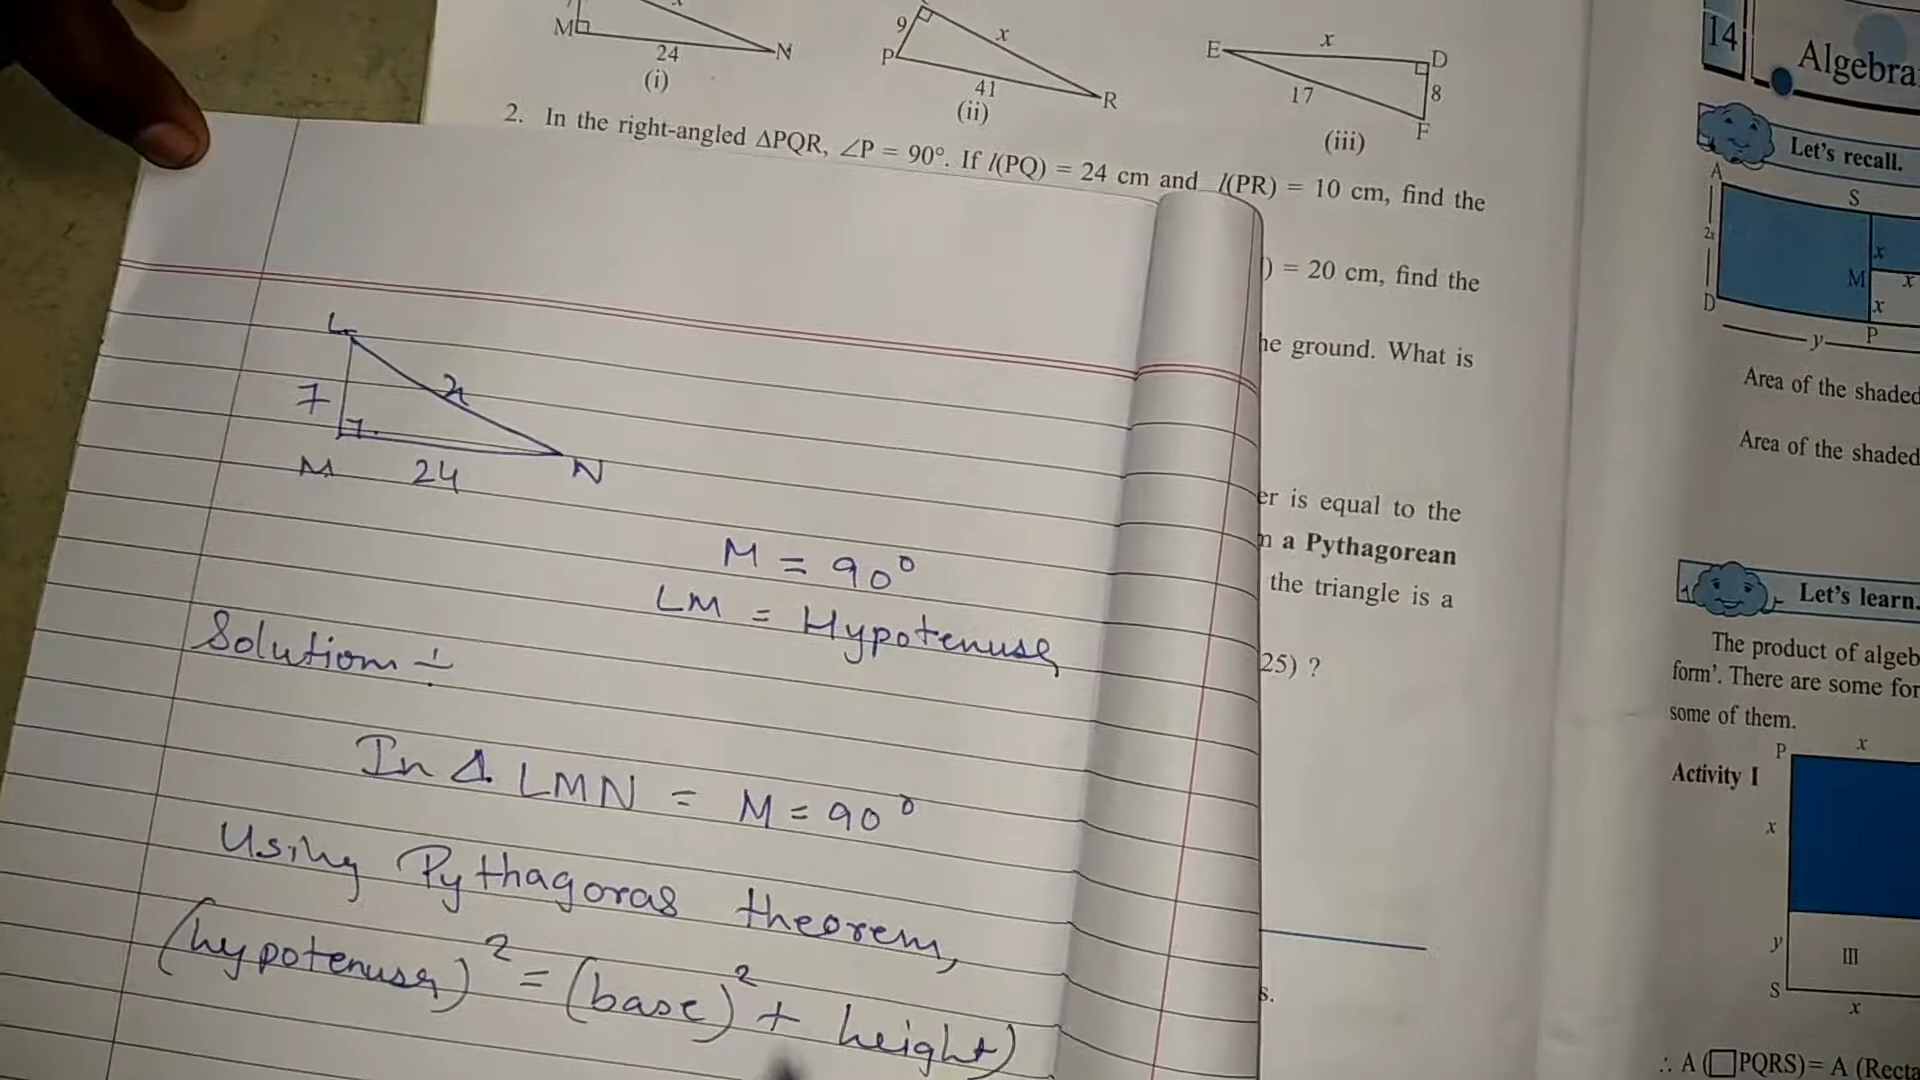 M
24
N
(i)
9
P
x
41
R
(ii)
E
x
D
17
8
F
(iii)
2. In the right-angled ∆PQR, ∠P = 90°. If l(PQ) = 24 cm and l(PR) = 10 cm, find the
) = 20 cm, find the
he ground. What is
er is equal to the
a Pythagorean
the triangle is a
25) ?
s.
L
7
x
M
24
N
M = 90°
LM = Hypotenuse
Solution ÷
In ∆ LMN = M = 90°
Using Pythagoras theorem,
(hypotenuse)² = (base)² + height)
14
Algebra
Let's recall.
A
S
2x
x
M
x
x
D
y
P
Area of the shaded
Area of the shaded
Let's learn.
The product of algeb
form'. There are some for
some of them.
P
x
Activity I
x
y
III
S
x
∴ A (□PQRS)= A (Recta